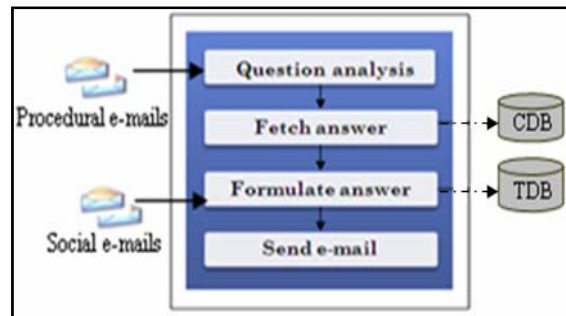 Question analysis
Procedural e-mails
Fetch answer
CDB
Formulate answer
TDB
Social e-mails
Send e-mail